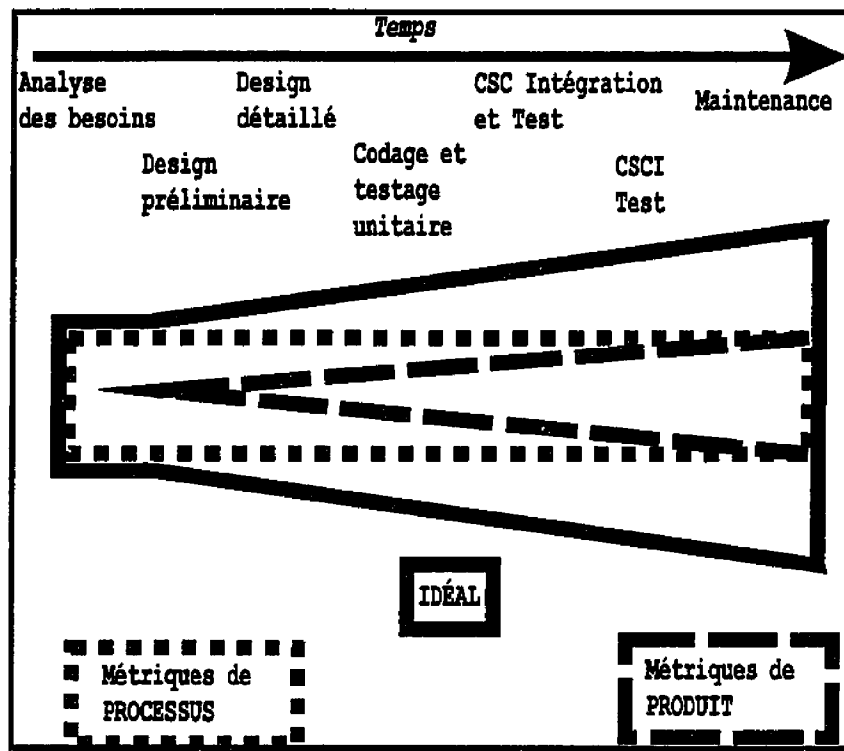 Temps
Analyse
des besoins
Design
détaillé
CSC Intégration
et Test
Maintenance
Design
préliminaire
Codage et
testage
unitaire
CSCI
Test
IDÉAL
Métriques de
PROCESSUS
Métriques de
PRODUIT